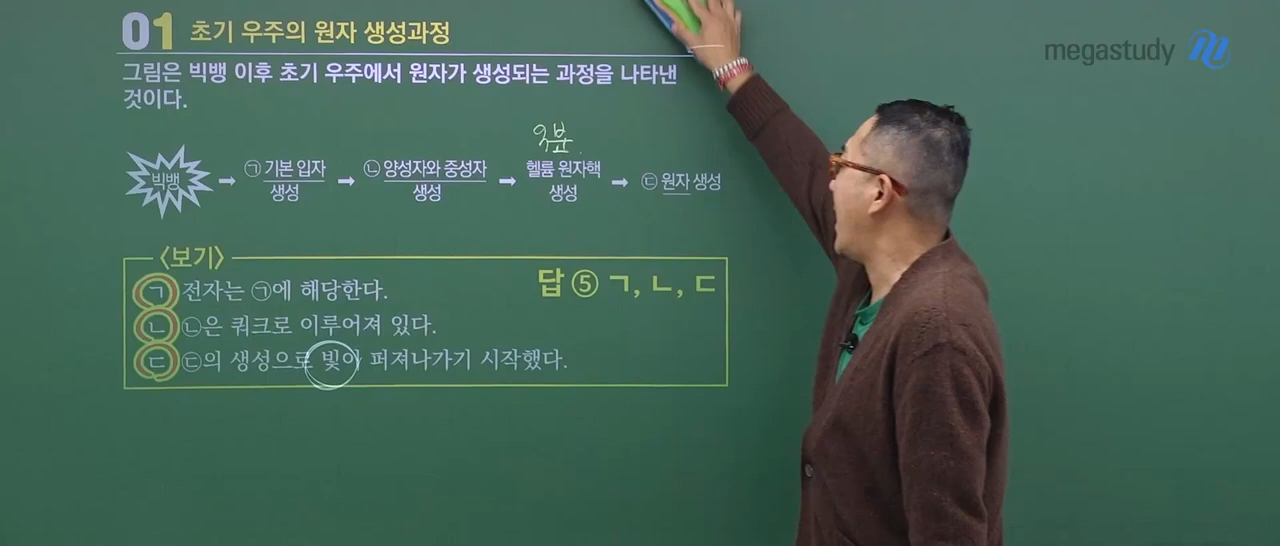 01 초기 우주의 원자 생성과정
megastudy
그림은 빅뱅 이후 초기 우주에서 원자가 생성되는 과정을 나타낸
것이다.
빅뱅 → ㉠ 기본 입자 생성 → ㉡ 양성자와 중성자 생성 → 헬륨 원자핵 생성 → ㉢ 원자 생성
<보기>
답 ⑤ ㄱ, ㄴ, ㄷ
ㄱ 전자는 ㉠에 해당한다.
ㄴ ㉡은 쿼크로 이루어져 있다.
ㄷ ㉢의 생성으로 빛이 퍼져나가기 시작했다.